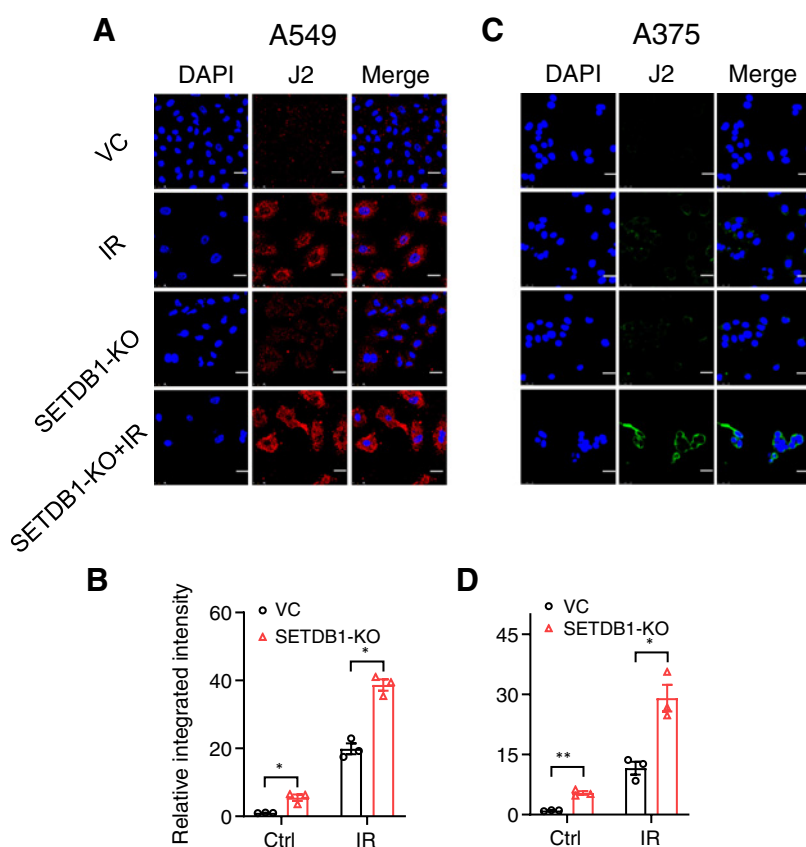 A
A549
DAPI J2 Merge
VC
IR
SETDB1-KO
SETDB1-KO+IR
C
A375
DAPI J2 Merge
B
Relative integrated intensity
60
40
20
0
VC
SETDB1-KO
*
*
Ctrl IR
D
45
30
15
0
VC
SETDB1-KO
**
*
Ctrl IR